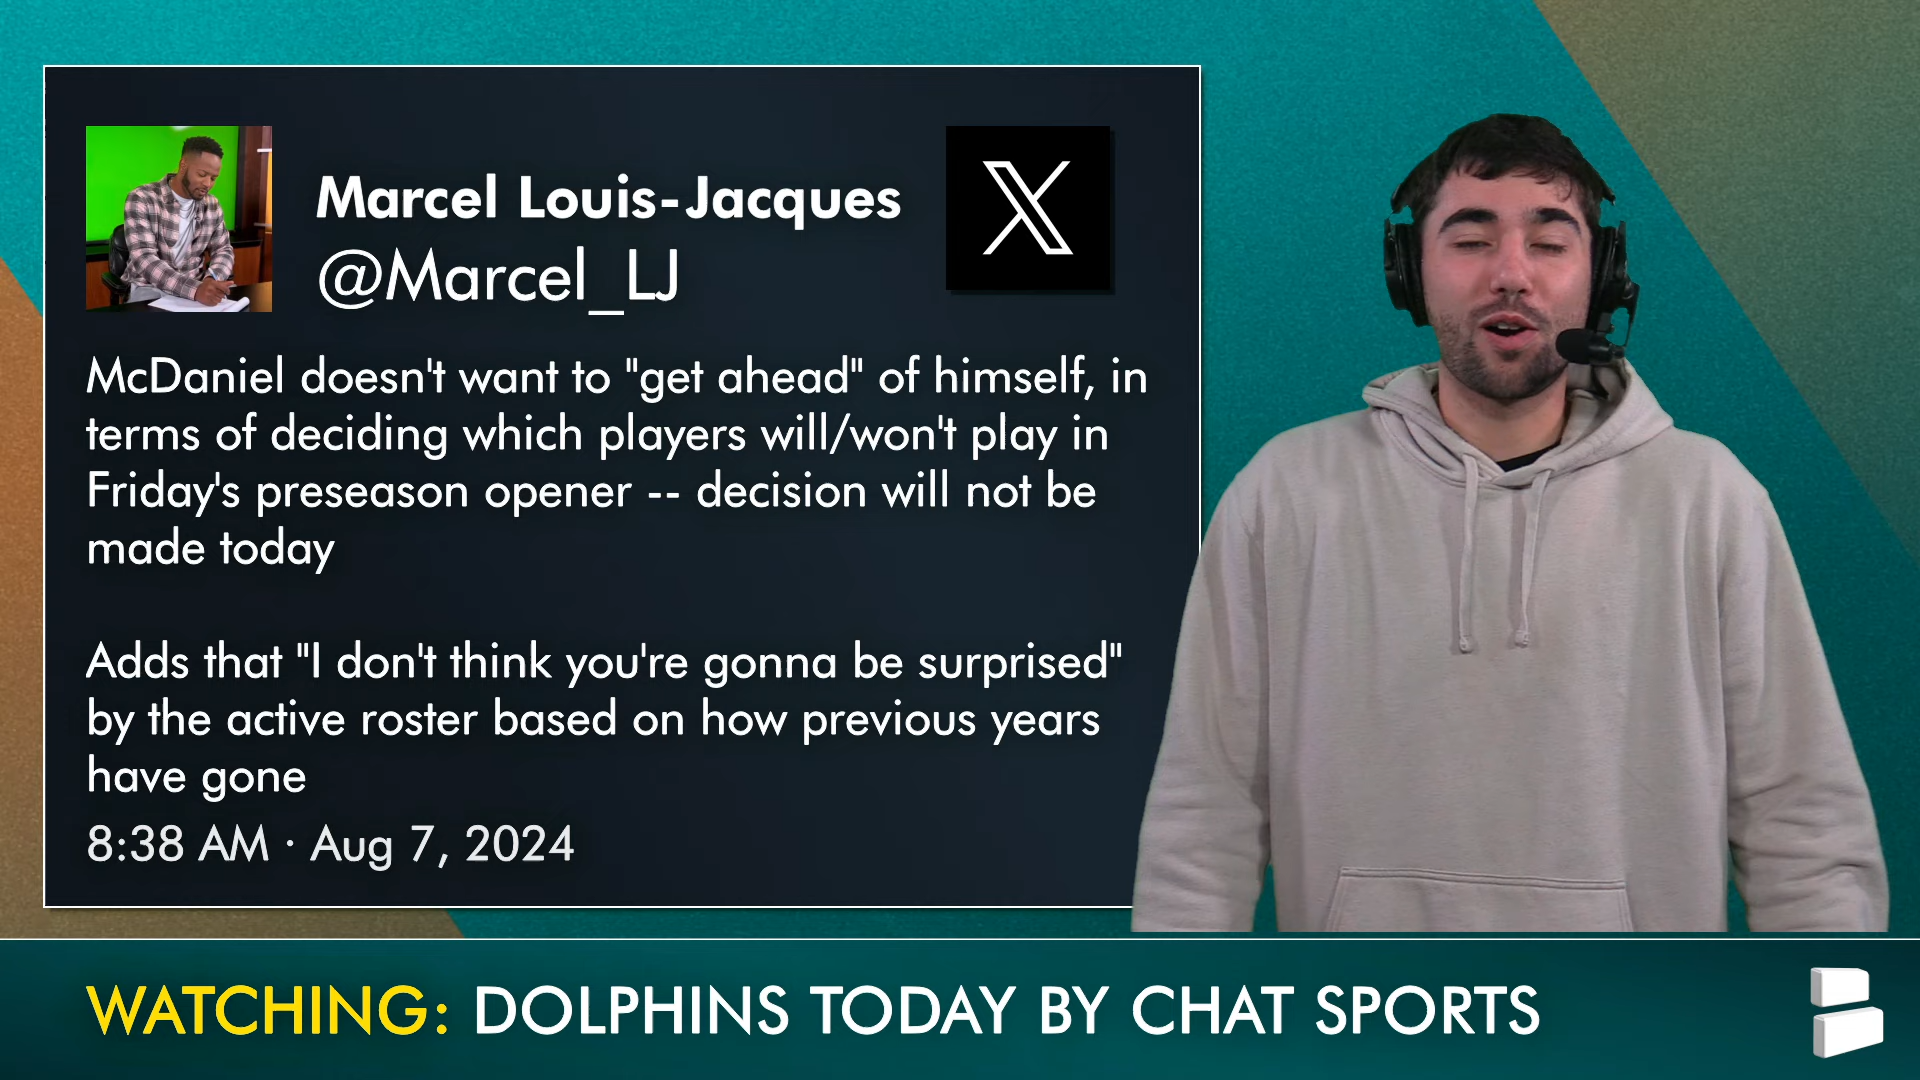 Marcel Louis-Jacques
@Marcel_LJ
McDaniel doesn't want to "get ahead" of himself, in
terms of deciding which players will/won't play in
Friday's preseason opener -- decision will not be
made today
Adds that "I don't think you're gonna be surprised"
by the active roster based on how previous years
have gone
8:38 AM · Aug 7, 2024
WATCHING: DOLPHINS TODAY BY CHAT SPORTS